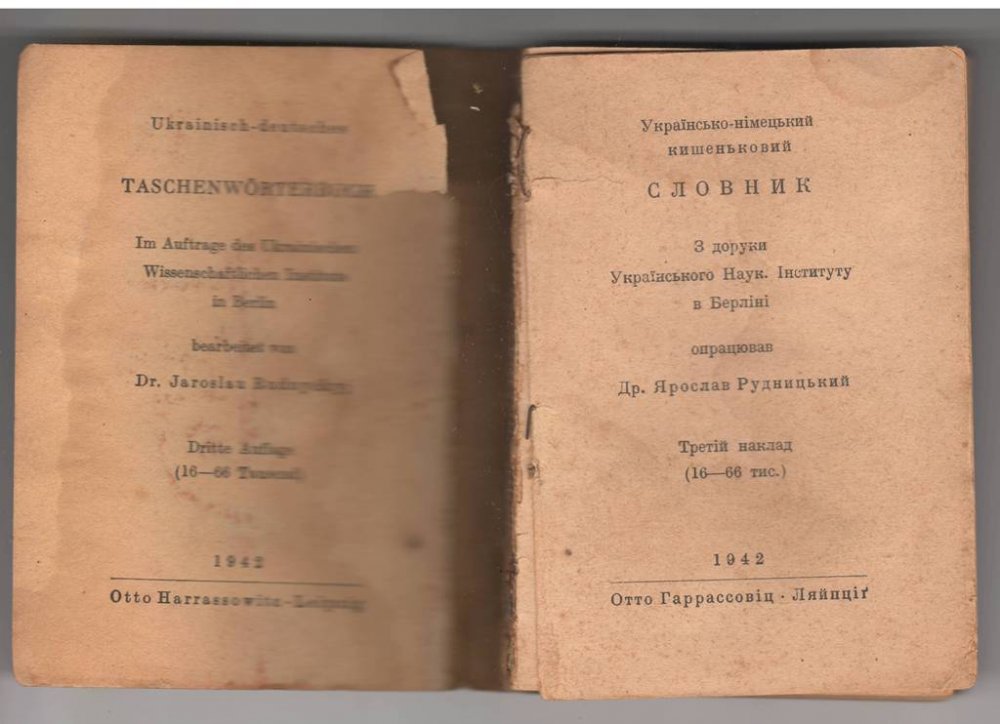 Ukrainisch-deutsches
TASCHENWÖRTERBUCH
Im Auftrage des Ukrainischen
Wissenschaftlichen Instituts
in Berlin
bearbeitet von
Dr. Jaroslau
Dritte Auflage
(16—66 Tausend)
1942
Otto Harrassowitz-Leipzig
Українсько-німецький
кишеньковий
СЛОВНИК
З доруки
Українського Наук. Інституту
в Берліні
опрацював
Др. Ярослав Рудницький
Третій наклад
(16—66 тис.)
1942
Отто Гаррассовіц · Ляйпціґ